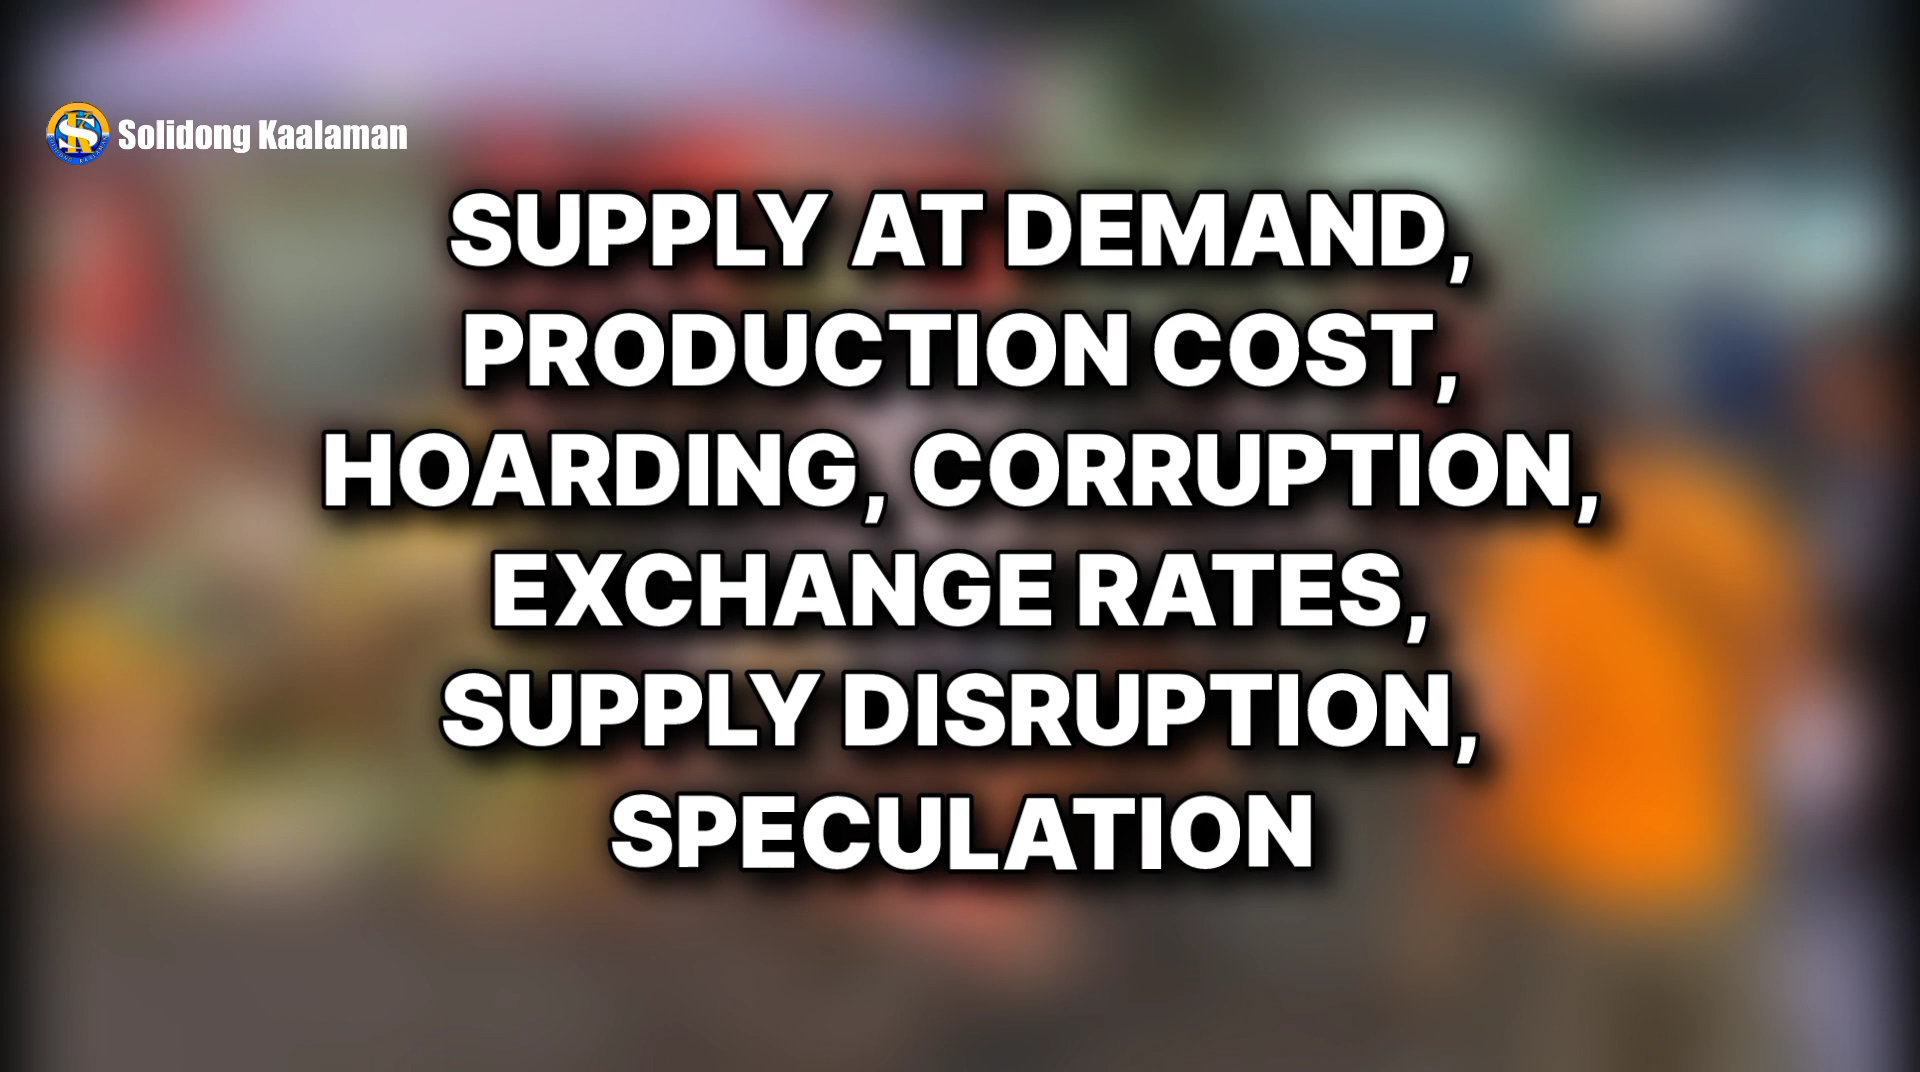 Solidong Kaalaman
SUPPLY AT DEMAND,
PRODUCTION COST,
HOARDING, CORRUPTION,
EXCHANGE RATES,
SUPPLY DISRUPTION,
SPECULATION